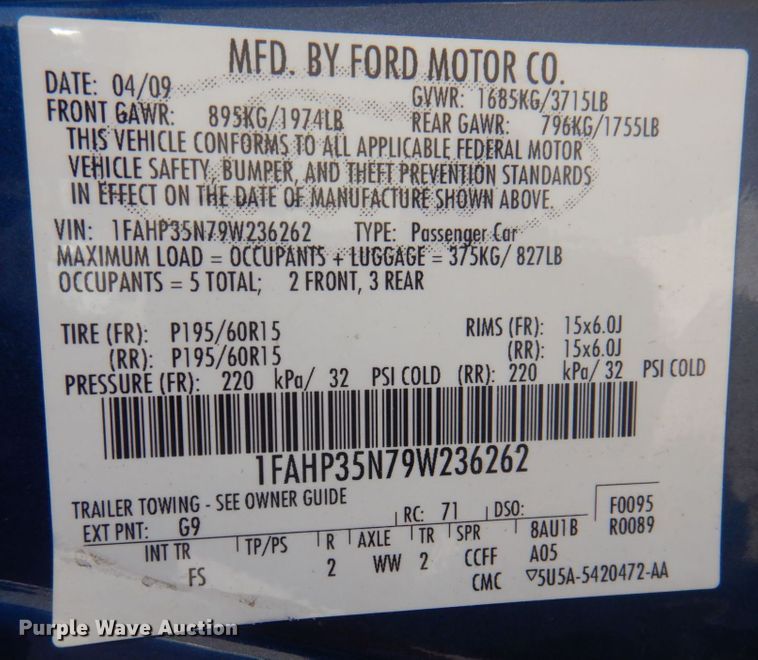 MFD. BY FORD MOTOR CO.
DATE: 04/09 GVWR: 1685KG/3715LB
FRONT GAWR: 895KG/1974LB REAR GAWR: 796KG/1755LB
THIS VEHICLE CONFORMS TO ALL APPLICABLE FEDERAL MOTOR
VEHICLE SAFETY, BUMPER, AND THEFT PREVENTION STANDARDS
IN EFFECT ON THE DATE OF MANUFACTURE SHOWN ABOVE.
VIN: 1FAHP35N79W236262 TYPE: Passenger Car
MAXIMUM LOAD = OCCUPANTS + LUGGAGE = 375KG/ 827LB
OCCUPANTS = 5 TOTAL; 2 FRONT, 3 REAR
TIRE (FR): P195/60R15 RIMS (FR): 15x6.0J
(RR): P195/60R15 (RR): 15x6.0J
PRESSURE (FR): 220 kPa/ 32 PSI COLD (RR): 220 kPa/ 32 PSI COLD
1FAHP35N79W236262
TRAILER TOWING - SEE OWNER GUIDE
EXT PNT: G9 RC: 71 DSO: F0095
INT TR TP/PS R AXLE TR SPR 8AU1B R0089
FS 2 WW 2 CCFF A05
CMC ▽5U5A-5420472-AA
Purple Wave Auction